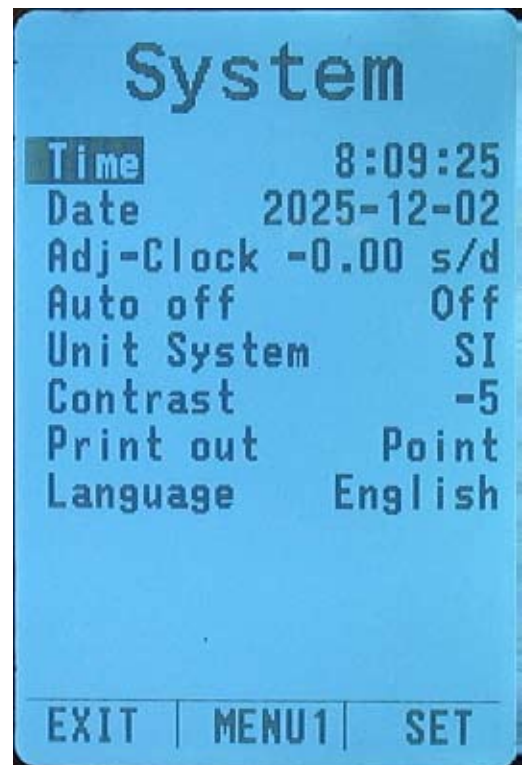 System
Time 8:09:25
Date 2025-12-02
Adj-Clock -0.00 s/d
Auto off Off
Unit System SI
Contrast -5
Print out Point
Language English
EXIT MENU1 SET